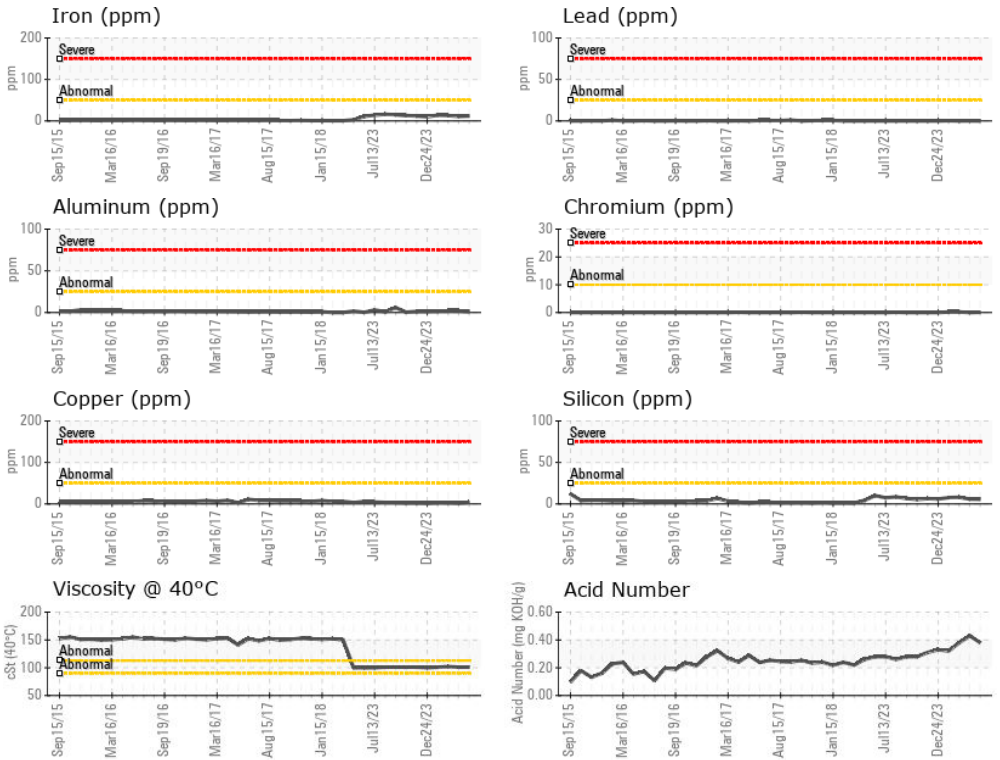 Iron (ppm)
200
100
0
ppm
Severe
Abnormal
Sep15/15
Mar16/16
Sep19/16
Mar16/17
Aug15/17
Jan15/18
Jul13/23
Dec24/23
Lead (ppm)
100
50
0
ppm
Severe
Abnormal
Sep15/15
Mar16/16
Sep19/16
Mar16/17
Aug15/17
Jan15/18
Jul13/23
Dec24/23
Aluminum (ppm)
100
50
0
ppm
Severe
Abnormal
Sep15/15
Mar16/16
Sep19/16
Mar16/17
Aug15/17
Jan15/18
Jul13/23
Dec24/23
Chromium (ppm)
30
20
10
0
ppm
Severe
Abnormal
Sep15/15
Mar16/16
Sep19/16
Mar16/17
Aug15/17
Jan15/18
Jul13/23
Dec24/23
Copper (ppm)
200
100
0
ppm
Severe
Abnormal
Sep15/15
Mar16/16
Sep19/16
Mar16/17
Aug15/17
Jan15/18
Jul13/23
Dec24/23
Silicon (ppm)
100
50
0
ppm
Severe
Abnormal
Sep15/15
Mar16/16
Sep19/16
Mar16/17
Aug15/17
Jan15/18
Jul13/23
Dec24/23
Viscosity @ 40°C
200
150
100
50
cSt (40°C)
Abnormal
Abnormal
Sep15/15
Mar16/16
Sep19/16
Mar16/17
Aug15/17
Jan15/18
Jul13/23
Dec24/23
Acid Number
0.60
0.40
0.20
0.00
Acid Number (mg KOH/g)
Sep15/15
Mar16/16
Sep19/16
Mar16/17
Aug15/17
Jan15/18
Jul13/23
Dec24/23